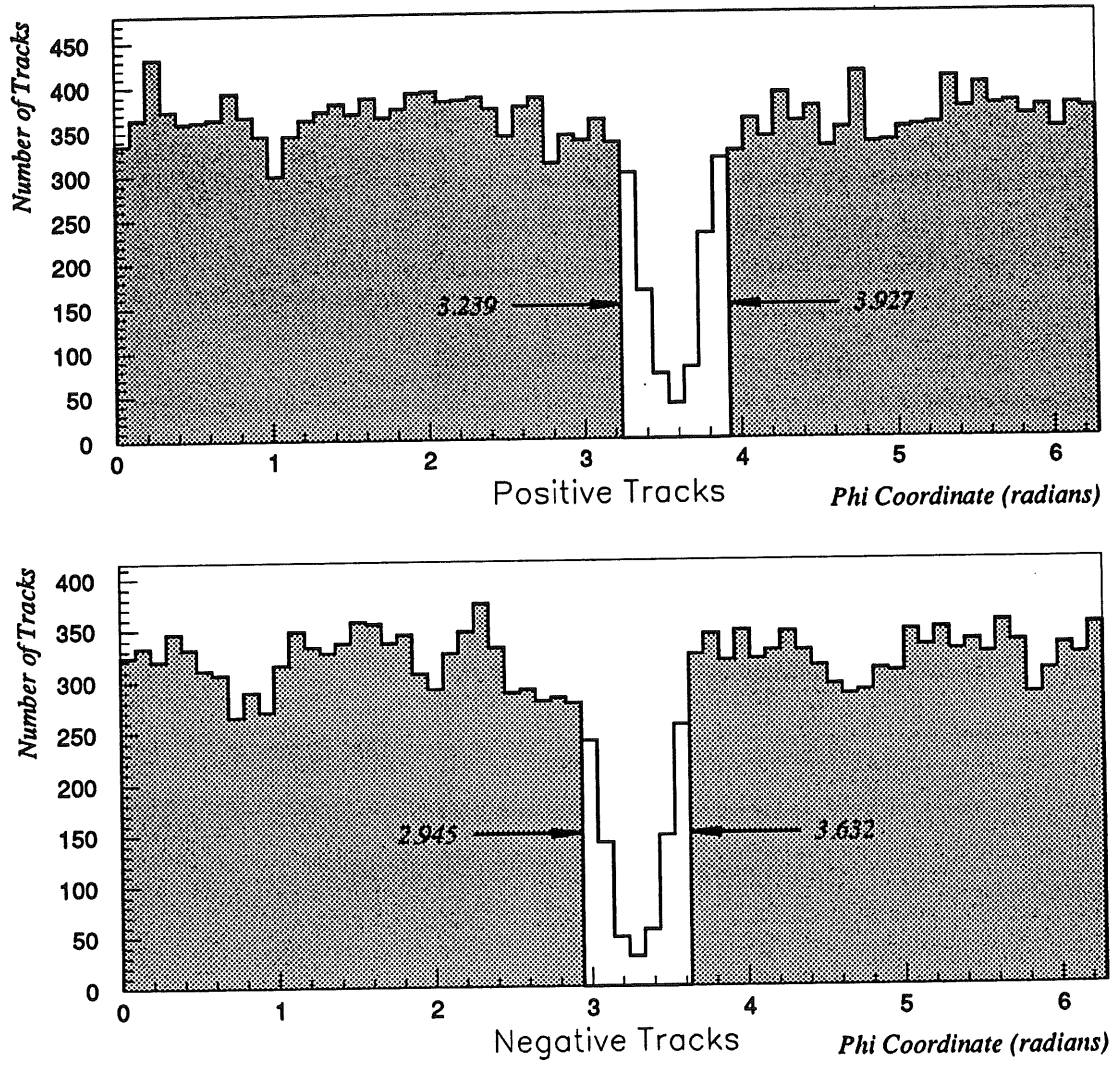 Number of Tracks
450
400
350
300
250
200
150
100
50
0
3.239
3.927
0 1 2 3 4 5 6
Positive Tracks
Phi Coordinate (radians)
Number of Tracks
400
350
300
250
200
150
100
50
0
2.945
3.632
0 1 2 3 4 5 6
Negative Tracks
Phi Coordinate (radians)